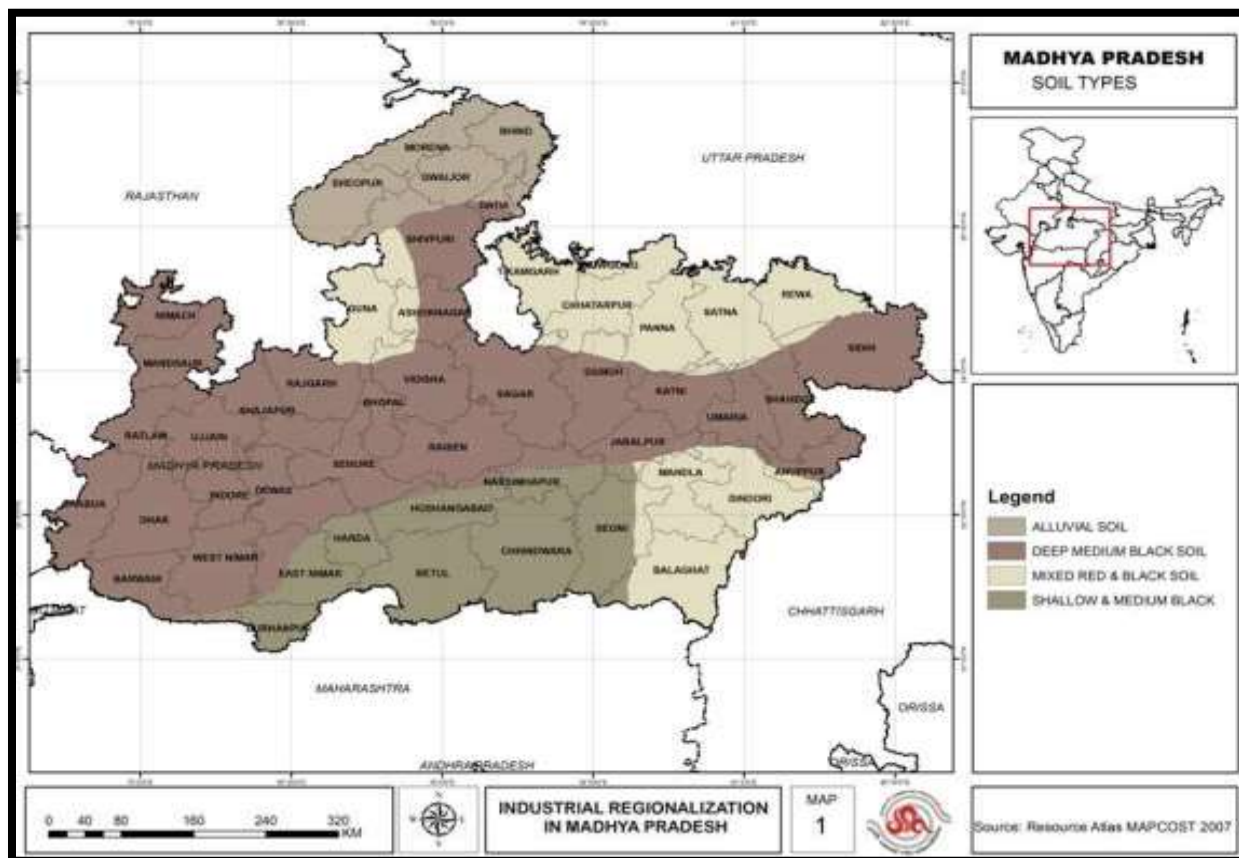 MADHYA PRADESH
SOIL TYPES
RAJASTHAN
UTTAR PRADESH
BHIND
MORENA
GWALIOR
SHEOPUR
DATIA
SHIVPURI
GUNA
ASHOKNAGAR
TIKAMGARH
CHHATARPUR
PANNA
SATNA
REWA
SIDHI
NIMACH
MANDSAUR
RAJGARH
VIDISHA
DAMOH
SAGAR
KATNI
SHAHDOL
SHAJAPUR
BHOPAL
UMARIA
RATLAM
UJJAIN
RAISEN
JABALPUR
MADHYA PRADESH
SEHORE
MANDLA
ANUPPUR
NARSINHAPUR
INDORE
DEWAS
DINDORI
JHABUA
DHAR
HOSHANGABAD
HARDA
SEONI
CHHINDWARA
WEST NIMAR
EAST NIMAR
BETUL
BALAGHAT
BARWANI
BURHANPUR
CHHATTISGARH
MAHARASHTRA
ORISSA
ORISSA
ANDHRA PRADESH
Legend
ALLUVIAL SOIL
DEEP MEDIUM BLACK SOIL
MIXED RED & BLACK SOIL
SHALLOW & MEDIUM BLACK
0 20 40 80 160 240 320
KM
N
W E
S
INDUSTRIAL REGIONALIZATION
IN MADHYA PRADESH
MAP
1
Source: Resource Atlas MAPCOST 2007